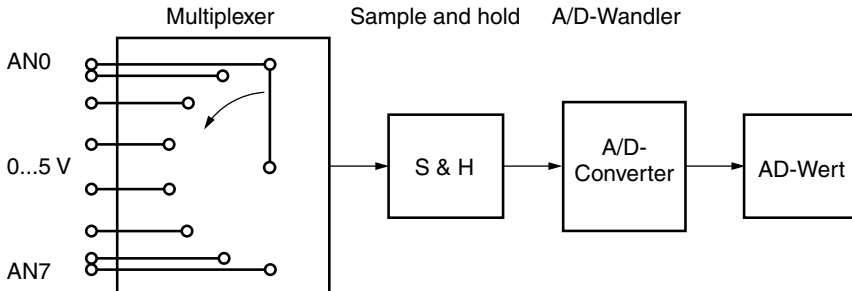 Multiplexer
Sample and hold
A/D-Wandler
AN0
0...5 V
AN7
S & H
A/D-
Converter
AD-Wert